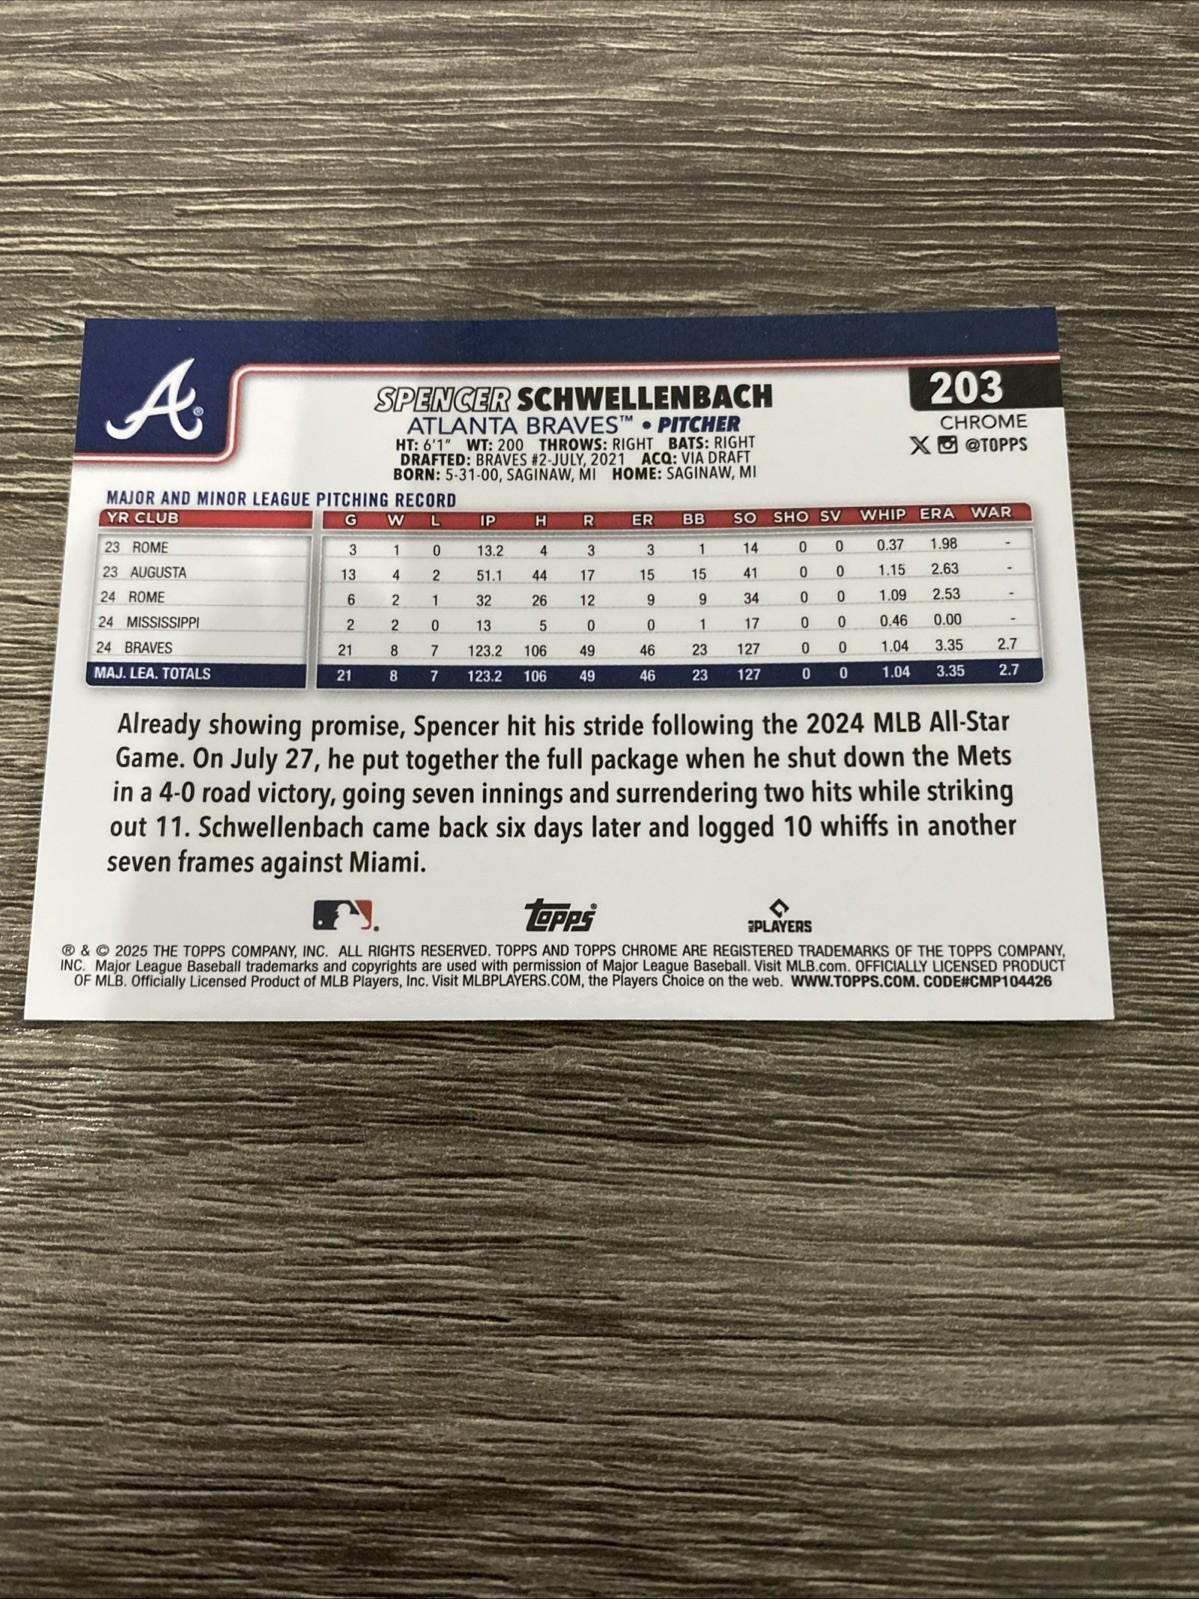 A®
SPENCER SCHWELLENBACH
203
ATLANTA BRAVES™ • PITCHER
CHROME
HT: 6'1" WT: 200 THROWS: RIGHT BATS: RIGHT
X @TOPPS
DRAFTED: BRAVES #2-JULY, 2021 ACQ: VIA DRAFT
BORN: 5-31-00, SAGINAW, MI HOME: SAGINAW, MI
MAJOR AND MINOR LEAGUE PITCHING RECORD
YR CLUB G W L IP H R ER BB SO SHO SV WHIP ERA WAR
23 ROME 3 1 0 13.2 4 3 3 1 14 0 0 0.37 1.98 -
23 AUGUSTA 13 4 2 51.1 44 17 15 15 41 0 0 1.15 2.63 -
24 ROME 6 2 1 32 26 12 9 9 34 0 0 1.09 2.53 -
24 MISSISSIPPI 2 2 0 13 5 0 0 1 17 0 0 0.46 0.00 -
24 BRAVES 21 8 7 123.2 106 49 46 23 127 0 0 1.04 3.35 2.7
MAJ. LEA. TOTALS 21 8 7 123.2 106 49 46 23 127 0 0 1.04 3.35 2.7
Already showing promise, Spencer hit his stride following the 2024 MLB All-Star
Game. On July 27, he put together the full package when he shut down the Mets
in a 4-0 road victory, going seven innings and surrendering two hits while striking
out 11. Schwellenbach came back six days later and logged 10 whiffs in another
seven frames against Miami.
topps® MLB PLAYERS
® & © 2025 THE TOPPS COMPANY, INC. ALL RIGHTS RESERVED. TOPPS AND TOPPS CHROME ARE REGISTERED TRADEMARKS OF THE TOPPS COMPANY,
INC. Major League Baseball trademarks and copyrights are used with permission of Major League Baseball. Visit MLB.com. OFFICIALLY LICENSED PRODUCT
OF MLB. Officially Licensed Product of MLB Players, Inc. Visit MLBPLAYERS.COM, the Players Choice on the web. WWW.TOPPS.COM. CODE#CMP104426